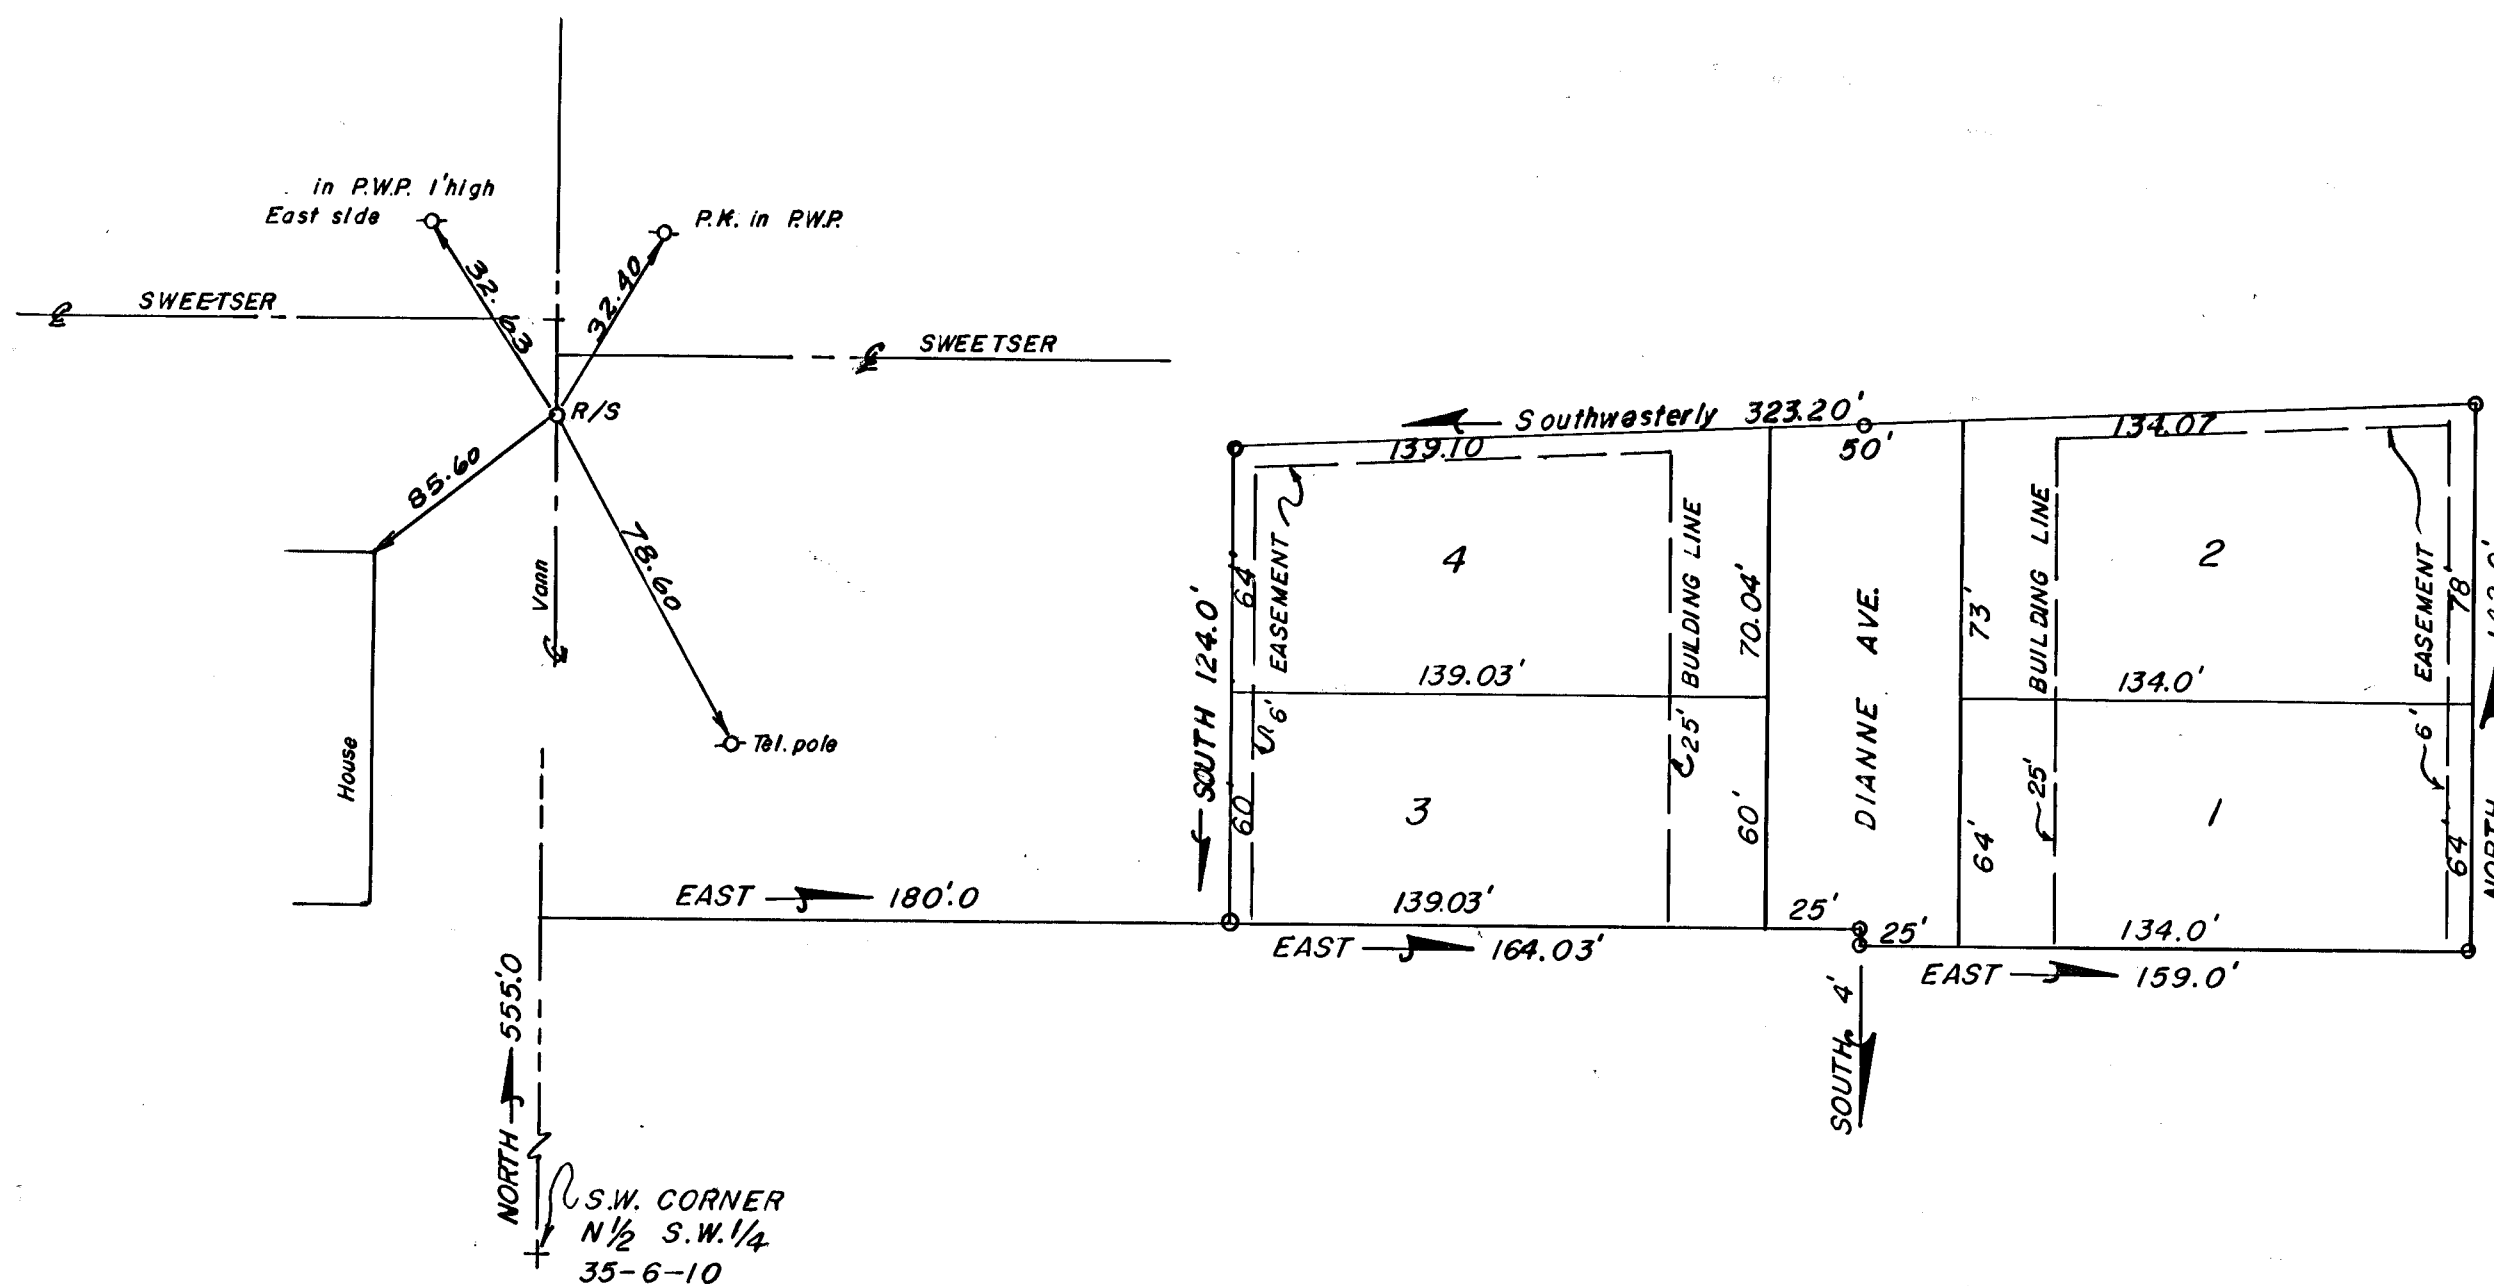 in P.W.P. 1'high
East side
P.K. in P.W.P.
32.53
32.40
SWEETSER
SWEETSER
R/S
85.60
78.50
Vann
House
Tel. pole
Southwesterly 323.20'
139.10
50'
134.07
4
2
64'
EASEMENT
BUILDING LINE
70.04'
DIANNE AVE.
73'
BUILDING LINE
EASEMENT
78'
SOUTH 124.0'
139.03'
134.0'
6'
25'
25'
6'
3
1
60'
60'
64'
64'
NORTH
EAST 180'.0
139.03'
25'
25'
134.0'
EAST 164.03'
EAST 159.0'
SOUTH 4'
NORTH 555'.0
S.W. CORNER
N 1/2 S.W. 1/4
35-6-10